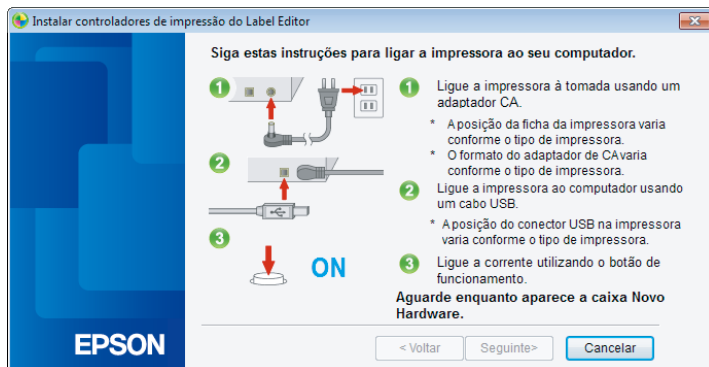 Instalar controladores de impressão do Label Editor
Siga estas instruções para ligar a impressora ao seu computador.
1
1
Ligue a impressora à tomada usando um
adaptador CA.
* A posição da ficha da impressora varia
conforme o tipo de impressora.
* O formato do adaptador de CA varia
conforme o tipo de impressora.
2
2
Ligue a impressora ao computador usando
um cabo USB.
* A posição do conector USB na impressora
varia conforme o tipo de impressora.
3
ON
3
Ligue a corrente utilizando o botão de
funcionamento.
Aguarde enquanto aparece a caixa Novo
Hardware.
EPSON
< Voltar
Seguinte>
Cancelar